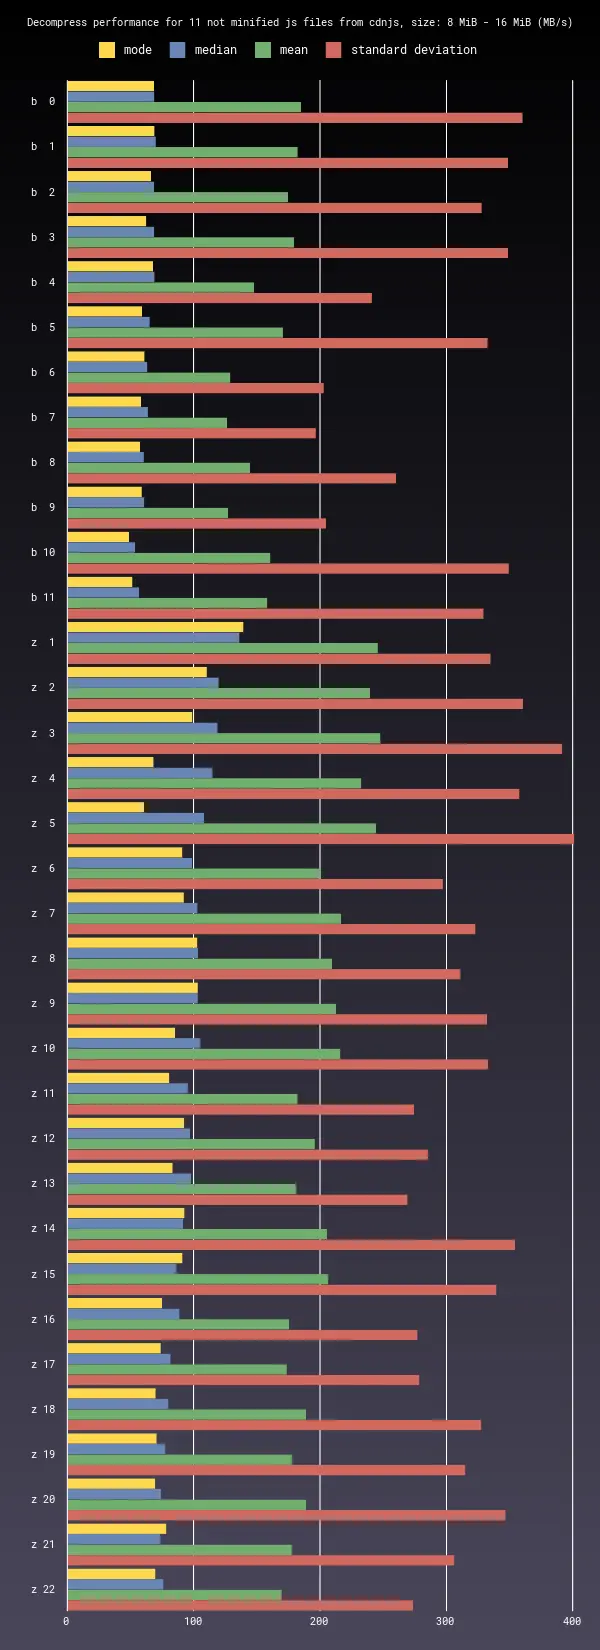 Decompress performance for 11 not minified js files from cdnjs, size: 8 MiB - 16 MiB (MB/s)
mode median mean standard deviation
b 0
b 1
b 2
b 3
b 4
b 5
b 6
b 7
b 8
b 9
b 10
b 11
z 1
z 2
z 3
z 4
z 5
z 6
z 7
z 8
z 9
z 10
z 11
z 12
z 13
z 14
z 15
z 16
z 17
z 18
z 19
z 20
z 21
z 22
0 100 200 300 400